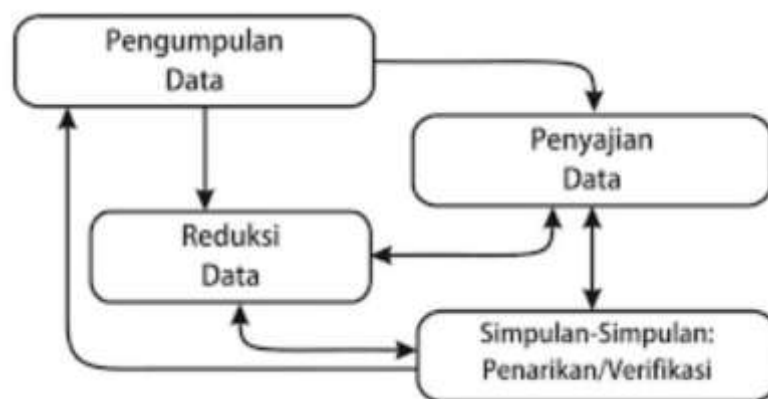 Pengumpulan
Data
Penyajian
Data
Reduksi
Data
Simpulan-Simpulan:
Penarikan/Verifikasi